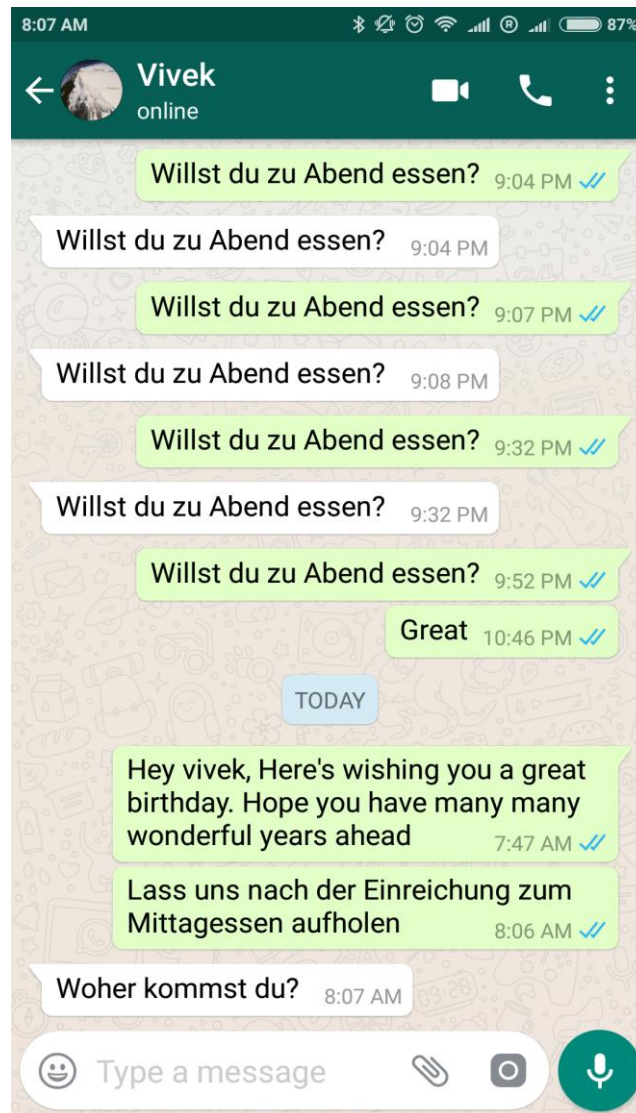 8:07 AM ® 87%
Vivek
online
Willst du zu Abend essen? 9:04 PM
Willst du zu Abend essen? 9:04 PM
Willst du zu Abend essen? 9:07 PM
Willst du zu Abend essen? 9:08 PM
Willst du zu Abend essen? 9:32 PM
Willst du zu Abend essen? 9:32 PM
Willst du zu Abend essen? 9:52 PM
Great 10:46 PM
TODAY
Hey vivek, Here's wishing you a great
birthday. Hope you have many many
wonderful years ahead 7:47 AM
Lass uns nach der Einreichung zum
Mittagessen aufholen 8:06 AM
Woher kommst du? 8:07 AM
Type a message